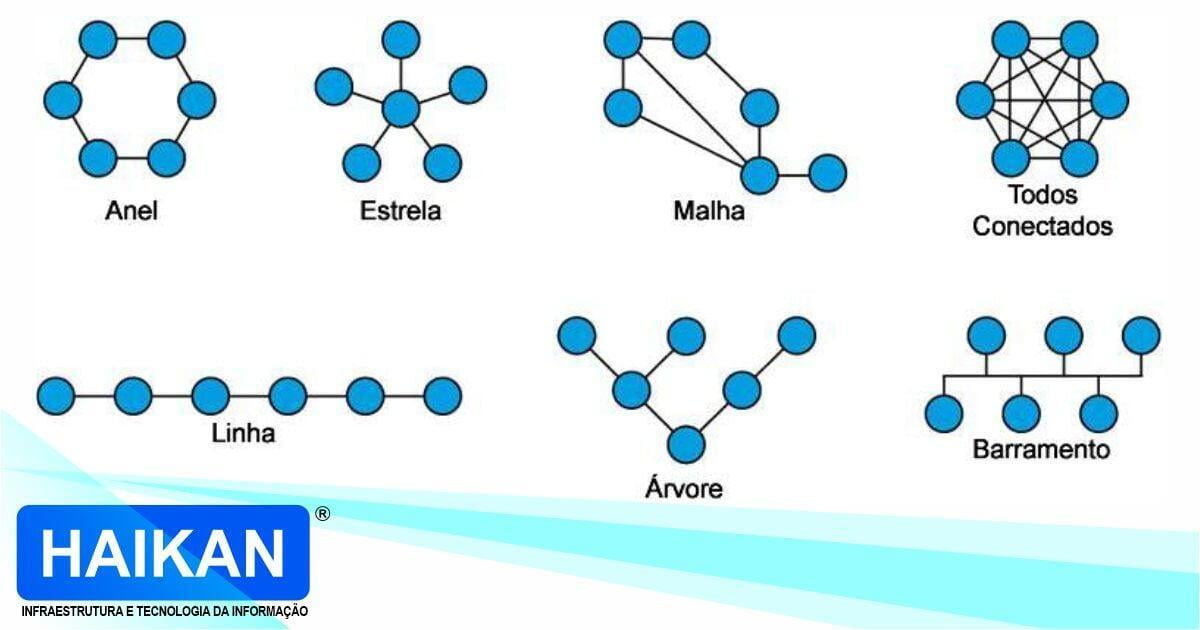 Anel
Estrela
Malha
Todos
Conectados
Linha
Árvore
Barramento
HAIKAN®
INFRAESTRUTURA E TECNOLOGIA DA INFORMAÇÃO